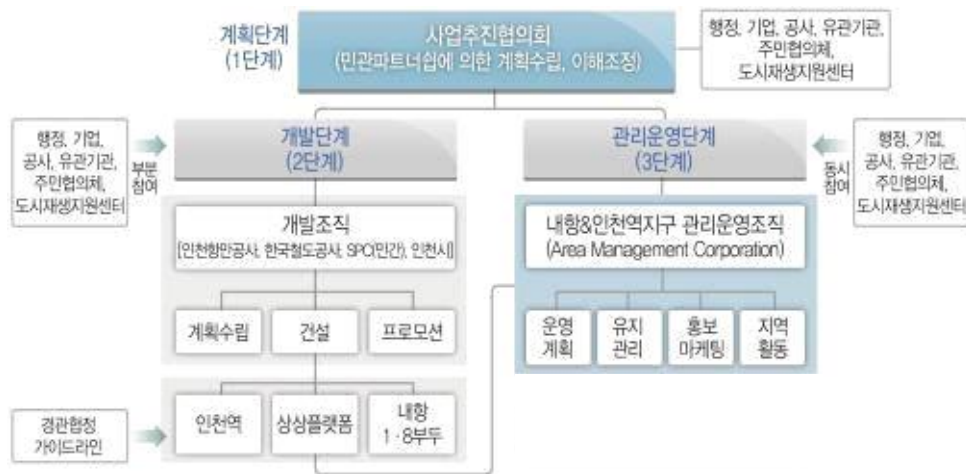 계획단계
(1단계)
사업추진협의회
(민관파트너쉽에 의한 계획수립, 이해조정)
행정, 기업, 공사, 유관기관,
주민협의체,
도시재생지원센터
행정, 기업,
공사, 유관기관,
주민협의체,
도시재생지원센터
부분
참여
개발단계
(2단계)
관리운영단계
(3단계)
동시
참여
행정, 기업,
공사, 유관기관,
주민협의체,
도시재생지원센터
개발조직
[인천항만공사, 한국철도공사, SPC(민간), 인천시]
내항&인천역지구 관리운영조직
(Area Management Corporation)
계획수립
건설
프로모션
운영
계획
유지
관리
홍보
마케팅
지역
활동
경관협정
가이드라인
인천역
상상플랫폼
내항
1·8부두